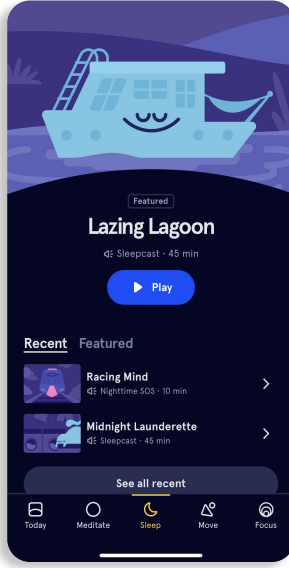 Featured
Lazing Lagoon
Sleepcast · 45 min
Play
Recent Featured
Racing Mind
Nighttime SOS · 10 min
Midnight Launderette
Sleepcast · 45 min
See all recent
Today Meditate Sleep Move Focus